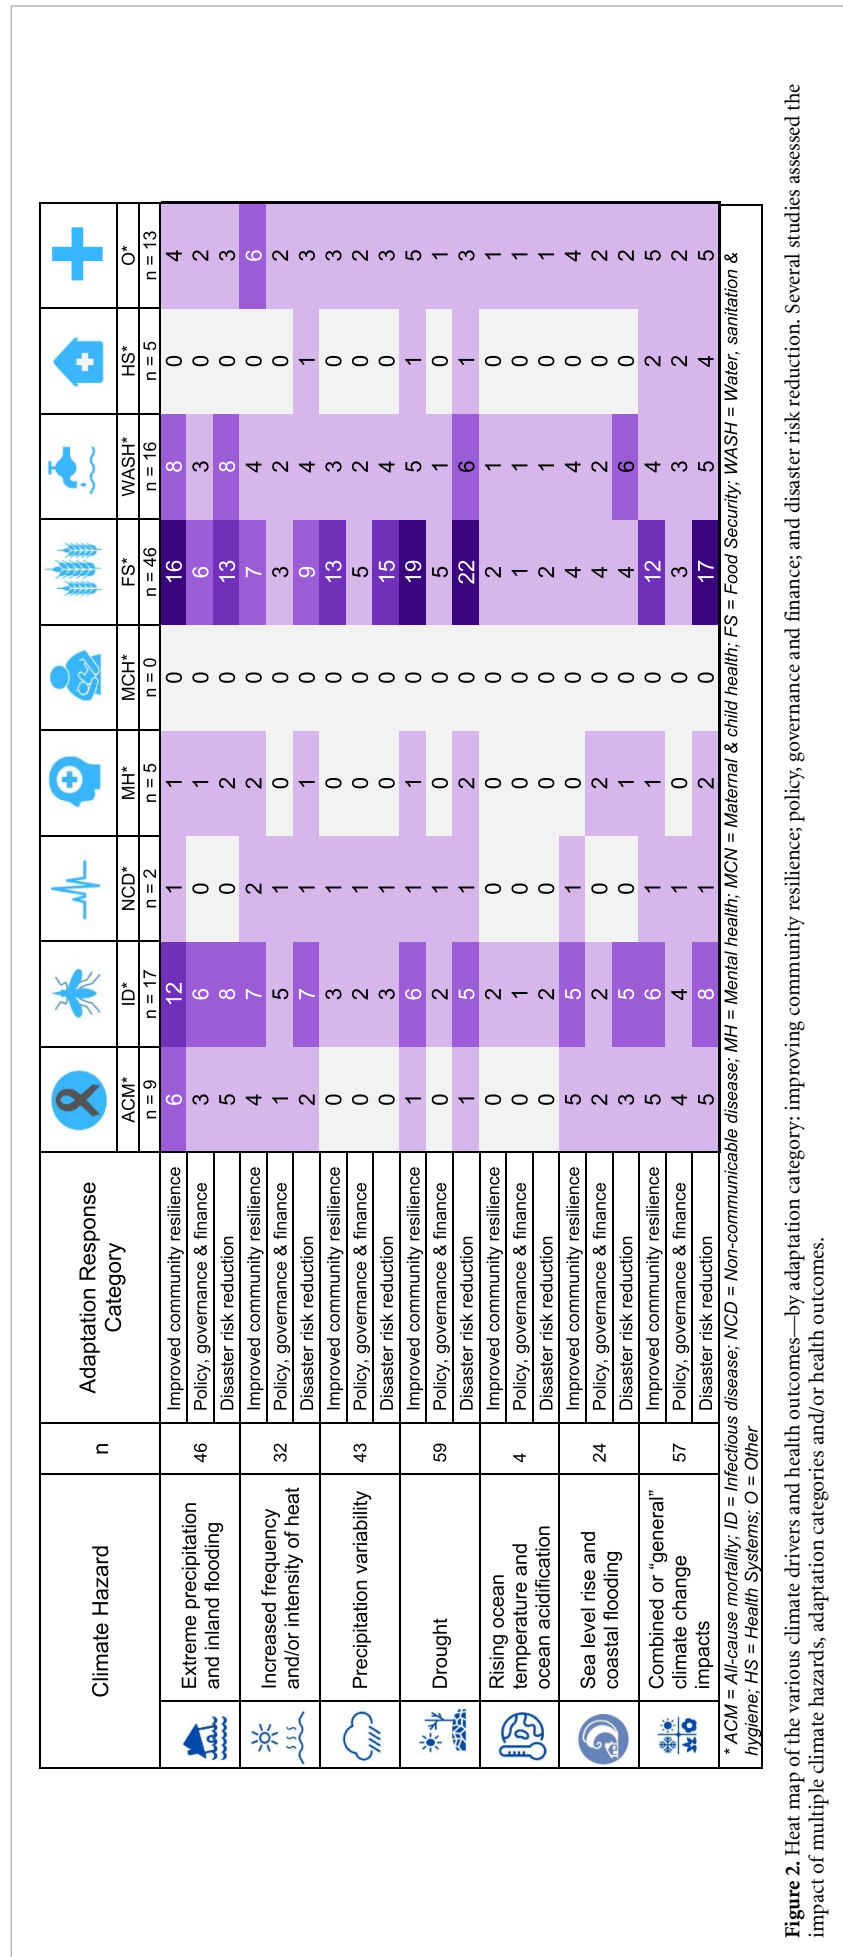 Climate Hazard n Adaptation Response Category ACM* ID* NCD* MH* MCH* FS* WASH* HS* O*
n = 9 n = 17 n = 2 n = 5 n = 0 n = 46 n = 16 n = 5 n = 13
Extreme precipitation and inland flooding 46 Improved community resilience 6 12 1 1 0 16 8 0 4
Policy, governance & finance 3 6 0 1 0 6 3 0 2
Disaster risk reduction 5 8 0 2 0 13 8 0 3
Increased frequency and/or intensity of heat 32 Improved community resilience 4 7 2 2 0 7 4 0 6
Policy, governance & finance 1 5 1 0 0 3 2 0 2
Disaster risk reduction 2 7 1 1 0 9 4 1 3
Precipitation variability 43 Improved community resilience 0 3 1 0 0 13 3 0 3
Policy, governance & finance 0 2 1 0 0 5 2 0 2
Disaster risk reduction 0 3 1 0 0 15 4 0 3
Drought 59 Improved community resilience 1 6 1 1 0 19 5 1 5
Policy, governance & finance 0 2 1 0 0 5 1 0 1
Disaster risk reduction 1 5 1 2 0 22 6 1 3
Rising ocean temperature and ocean acidification 4 Improved community resilience 0 2 0 0 0 2 1 0 1
Policy, governance & finance 0 1 0 0 0 1 1 0 1
Disaster risk reduction 0 2 0 0 0 2 1 0 1
Sea level rise and coastal flooding 24 Improved community resilience 5 5 1 0 0 4 4 0 4
Policy, governance & finance 2 2 0 2 0 4 2 0 2
Disaster risk reduction 3 5 0 1 0 4 6 0 2
Combined or “general” climate change impacts 57 Improved community resilience 5 6 1 1 0 12 4 2 5
Policy, governance & finance 4 4 1 0 0 3 3 2 2
Disaster risk reduction 5 8 1 2 0 17 5 4 5
* ACM = All-cause mortality; ID = Infectious disease; NCD = Non-communicable disease; MH = Mental health; MCN = Maternal & child health; FS = Food Security; WASH = Water, sanitation &
hygiene; HS = Health Systems; O = Other
Figure 2. Heat map of the various climate drivers and health outcomes—by adaptation category: improving community resilience; policy, governance and finance; and disaster risk reduction. Several studies assessed the
impact of multiple climate hazards, adaptation categories and/or health outcomes.